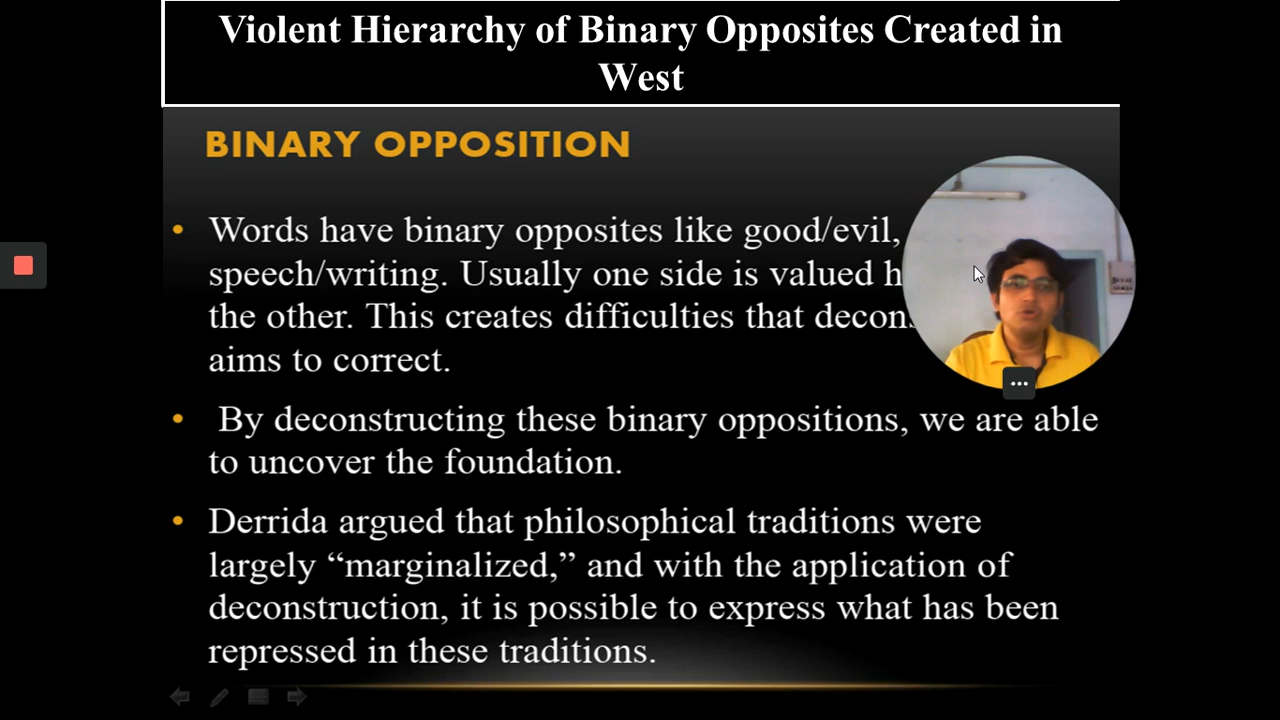 Violent Hierarchy of Binary Opposites Created in
West
BINARY OPPOSITION
• Words have binary opposites like good/evil,
speech/writing. Usually one side is valued
the other. This creates difficulties that
aims to correct.
• By deconstructing these binary oppositions, we are able
to uncover the foundation.
• Derrida argued that philosophical traditions were
largely “marginalized,” and with the application of
deconstruction, it is possible to express what has been
repressed in these traditions.